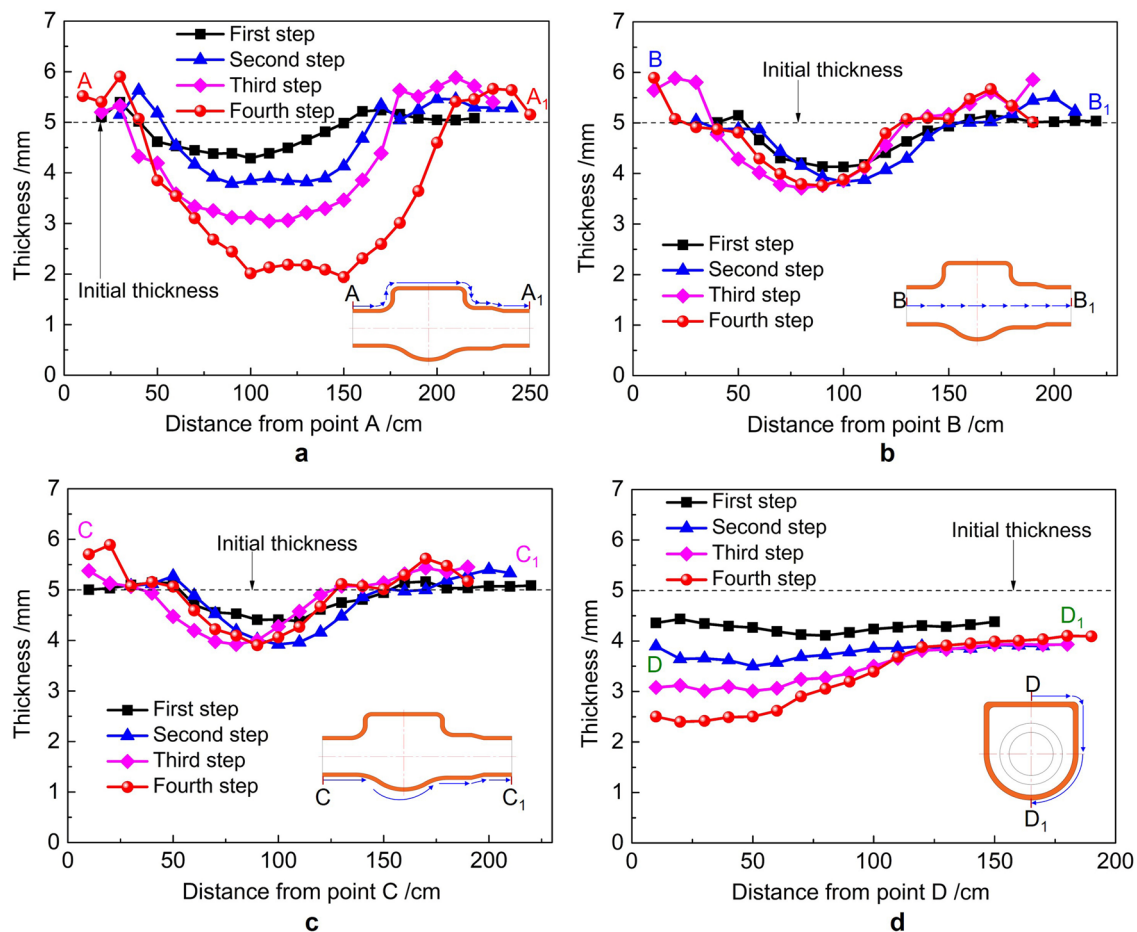 7
6
5
4
3
2
1
0
Thickness /mm
First step
Second step
Third step
Fourth step
A
A₁
Initial thickness
A
A₁
0 50 100 150 200 250
Distance from point A /cm
a
7
6
5
4
3
2
1
0
Thickness /mm
B
Initial thickness
B₁
First step
Second step
Third step
Fourth step
B
B₁
0 50 100 150 200
Distance from point B /cm
b
7
6
5
4
3
2
1
0
Thickness /mm
C
Initial thickness
C₁
First step
Second step
Third step
Fourth step
C
C₁
0 50 100 150 200
Distance from point C /cm
c
7
6
5
4
3
2
1
0
Thickness /mm
First step
Second step
Third step
Fourth step
Initial thickness
D
D₁
D
D₁
0 50 100 150 200
Distance from point D /cm
d